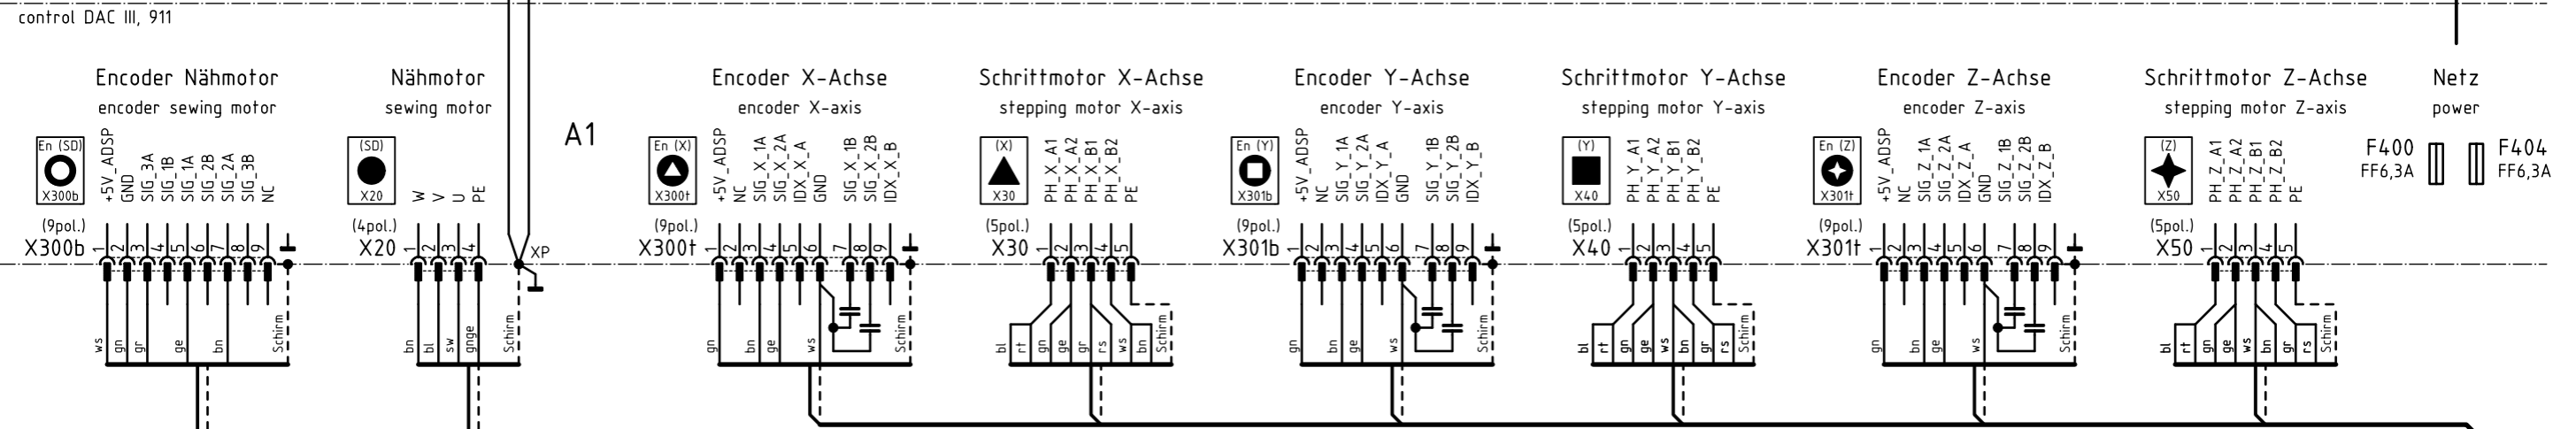 control DAC III, 911
Encoder Nähmotor
encoder sewing motor
En (SD)
X300b
+5V_ADSP
GND
SIG_3A
SIG_1B
SIG_1A
SIG_2B
SIG_2A
SIG_3B
NC
(9pol.)
X300b
1 2 3 4 5 6 7 8 9
ws gn gr ge bn Schirm
Nähmotor
sewing motor
(SD)
X20
W
V
U
PE
(4pol.)
X20
1 2 3 4
XP
bn bl sw gnge Schirm
A1
Encoder X-Achse
encoder X-axis
En (X)
X300t
+5V_ADSP
NC
SIG_X_1A
SIG_X_2A
IDX_X_A
GND
SIG_X_1B
SIG_X_2B
IDX_X_B
(9pol.)
X300t
1 2 3 4 5 6 7 8 9
gn bn ge ws Schirm
Schrittmotor X-Achse
stepping motor X-axis
(X)
X30
PH_X_A1
PH_X_A2
PH_X_B1
PH_X_B2
PE
(5pol.)
X30
1 2 3 4 5
bl rt gn ge gr rs ws bn Schirm
Encoder Y-Achse
encoder Y-axis
En (Y)
X301b
+5V_ADSP
NC
SIG_Y_1A
SIG_Y_2A
IDX_Y_A
GND
SIG_Y_1B
SIG_Y_2B
IDX_Y_B
(9pol.)
X301b
1 2 3 4 5 6 7 8 9
gn bn ge ws Schirm
Schrittmotor Y-Achse
stepping motor Y-axis
(Y)
X40
PH_Y_A1
PH_Y_A2
PH_Y_B1
PH_Y_B2
PE
(5pol.)
X40
1 2 3 4 5
bl rt gn ge ws bn gr rs Schirm
Encoder Z-Achse
encoder Z-axis
En (Z)
X301t
+5V_ADSP
NC
SIG_Z_1A
SIG_Z_2A
IDX_Z_A
GND
SIG_Z_1B
SIG_Z_2B
IDX_Z_B
(9pol.)
X301t
1 2 3 4 5 6 7 8 9
gn bn ge ws Schirm
Schrittmotor Z-Achse
stepping motor Z-axis
(Z)
X50
PH_Z_A1
PH_Z_A2
PH_Z_B1
PH_Z_B2
PE
(5pol.)
X50
1 2 3 4 5
bl rt gn ge ws bn gr rs Schirm
Netz
power
F400
FF6,3A
F404
FF6,3A